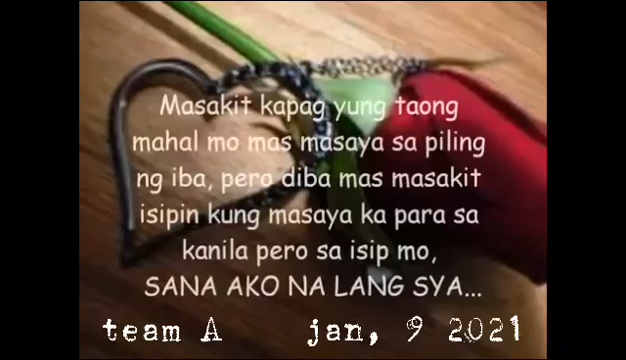 Masakit kapag yung taong
mahal mo mas masaya sa piling
ng iba, pero diba mas masakit
isipin kung masaya ka para sa
kanila pero sa isip mo,
SANA AKO NA LANG SYA...
team A jan, 9 2021